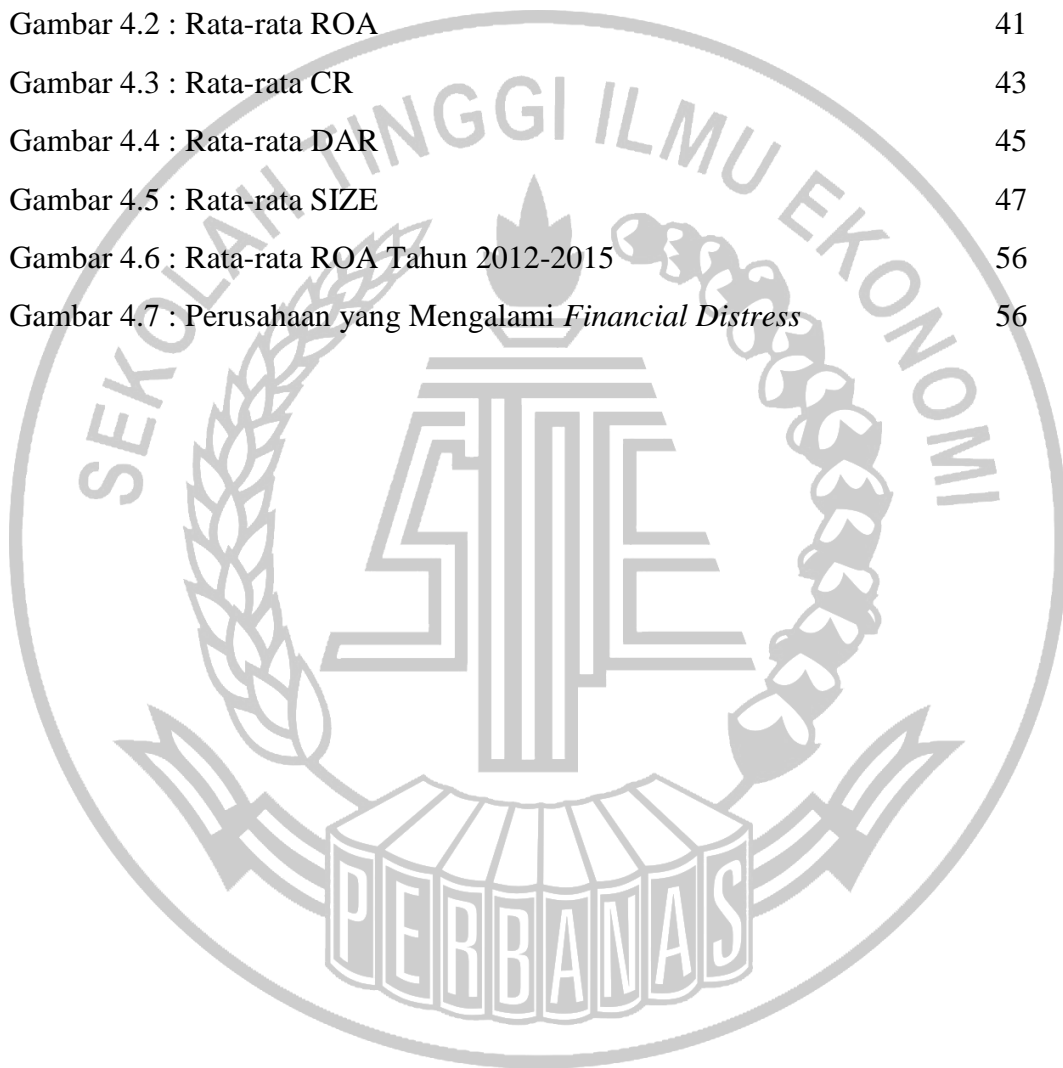 Gambar 4.2 : Rata-rata ROA 41
Gambar 4.3 : Rata-rata CR 43
Gambar 4.4 : Rata-rata DAR 45
Gambar 4.5 : Rata-rata SIZE 47
Gambar 4.6 : Rata-rata ROA Tahun 2012-2015 56
Gambar 4.7 : Perusahaan yang Mengalami Financial Distress 56
SEKOLAH TINGGI ILMU EKONOMI
STIE
PERBANAS